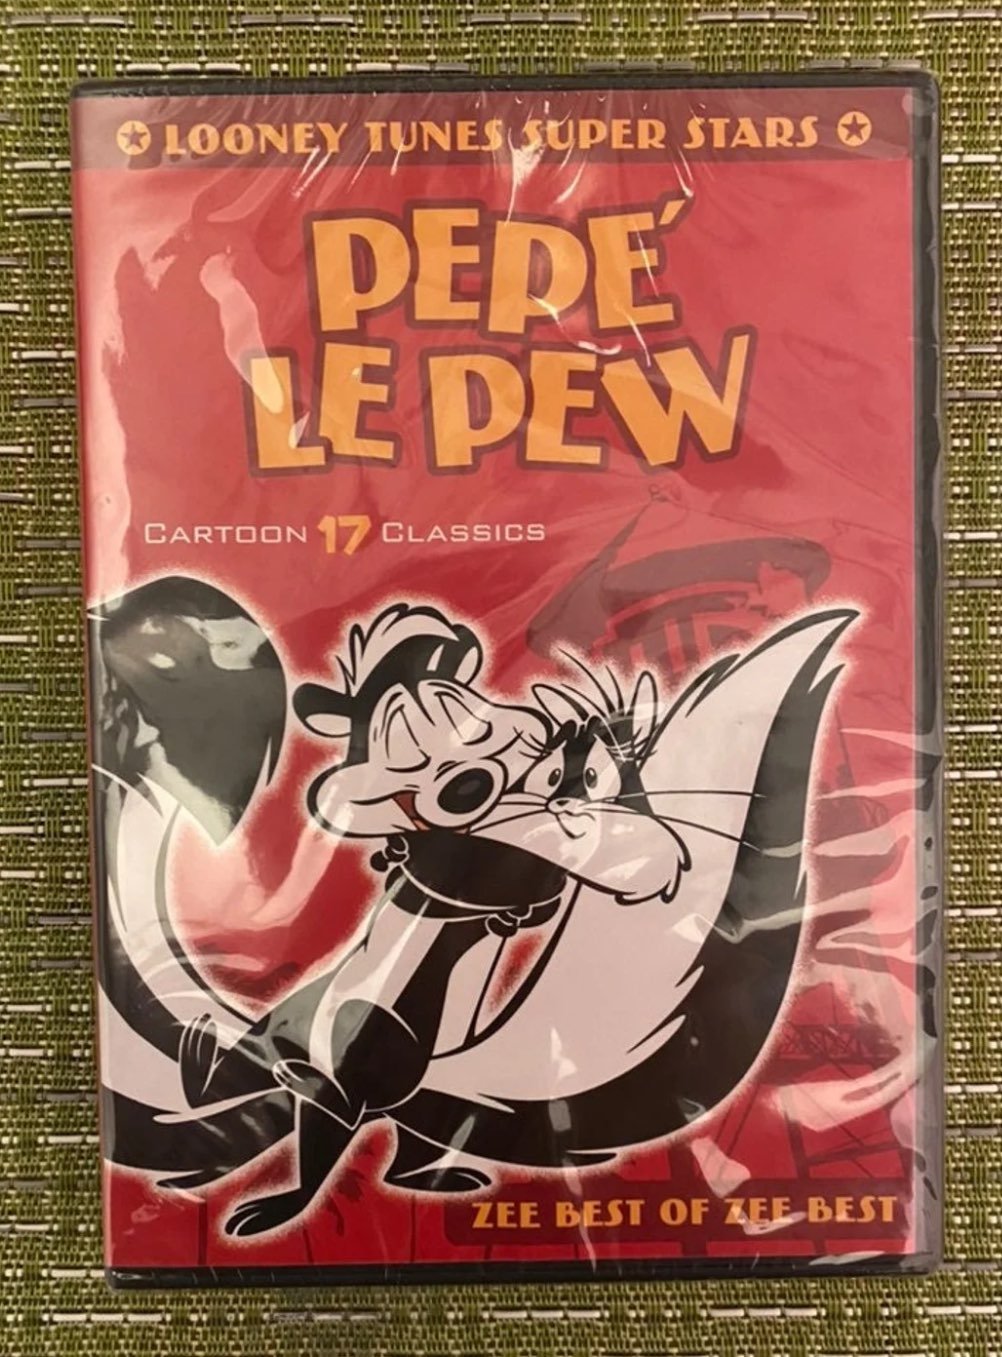 LOONEY TUNES SUPER STARS
PEPÉ
LE PEW
CARTOON 17 CLASSICS
ZEE BEST OF ZEE BEST